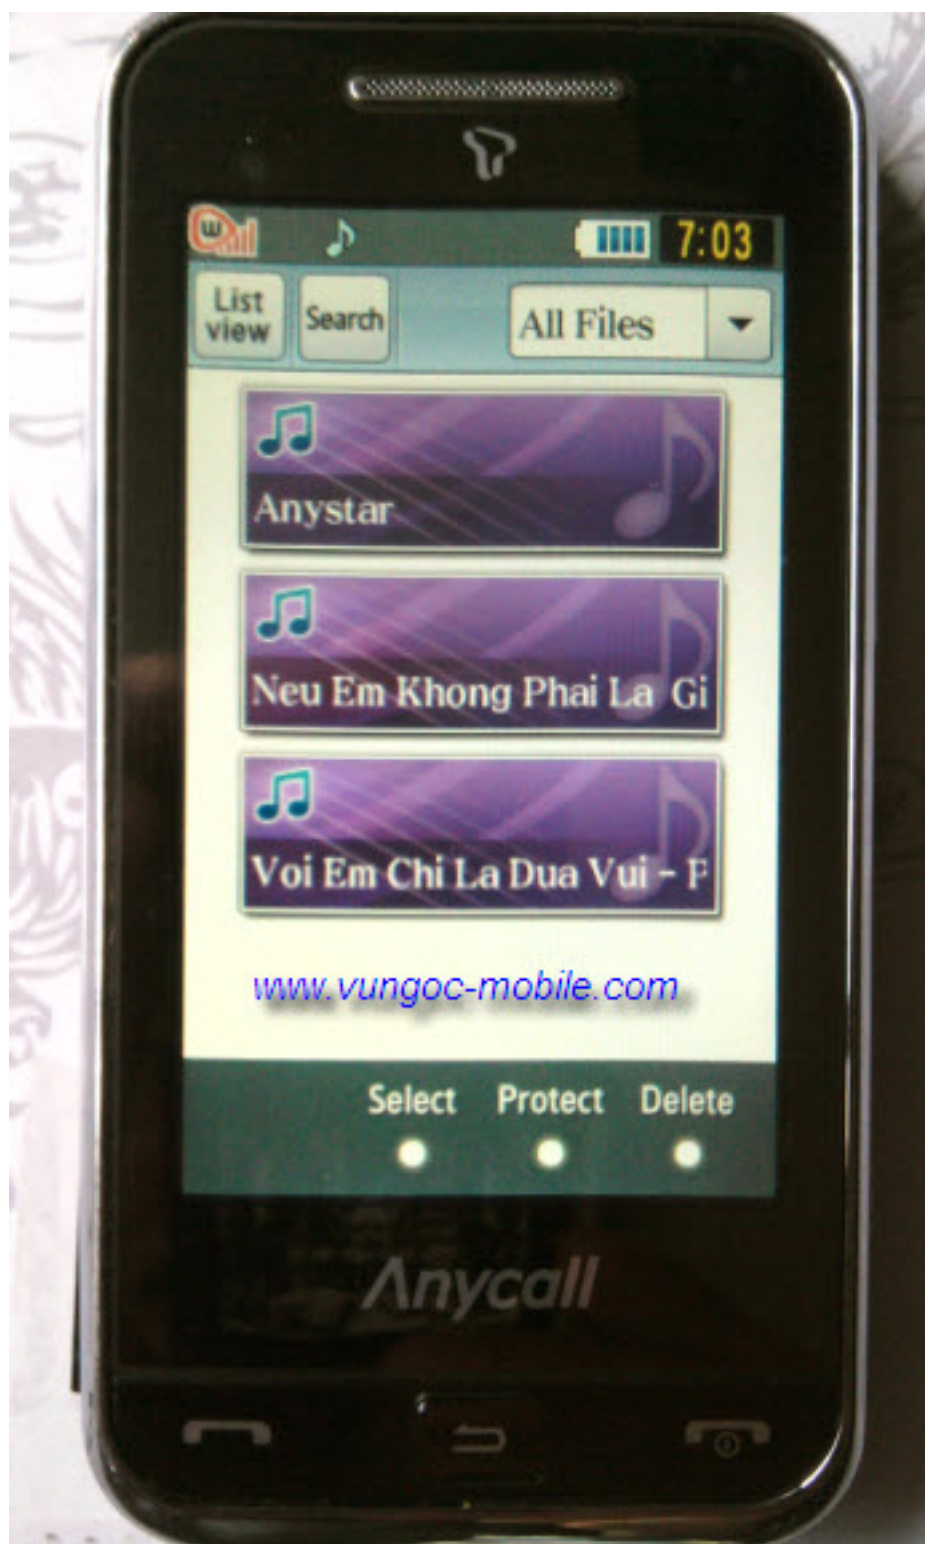 W
7:03
List
view
Search
All Files
Anystar
Neu Em Khong Phai La Gi
Voi Em Chi La Dua Vui - P
www.vungoc-mobile.com
Select Protect Delete
Anycall